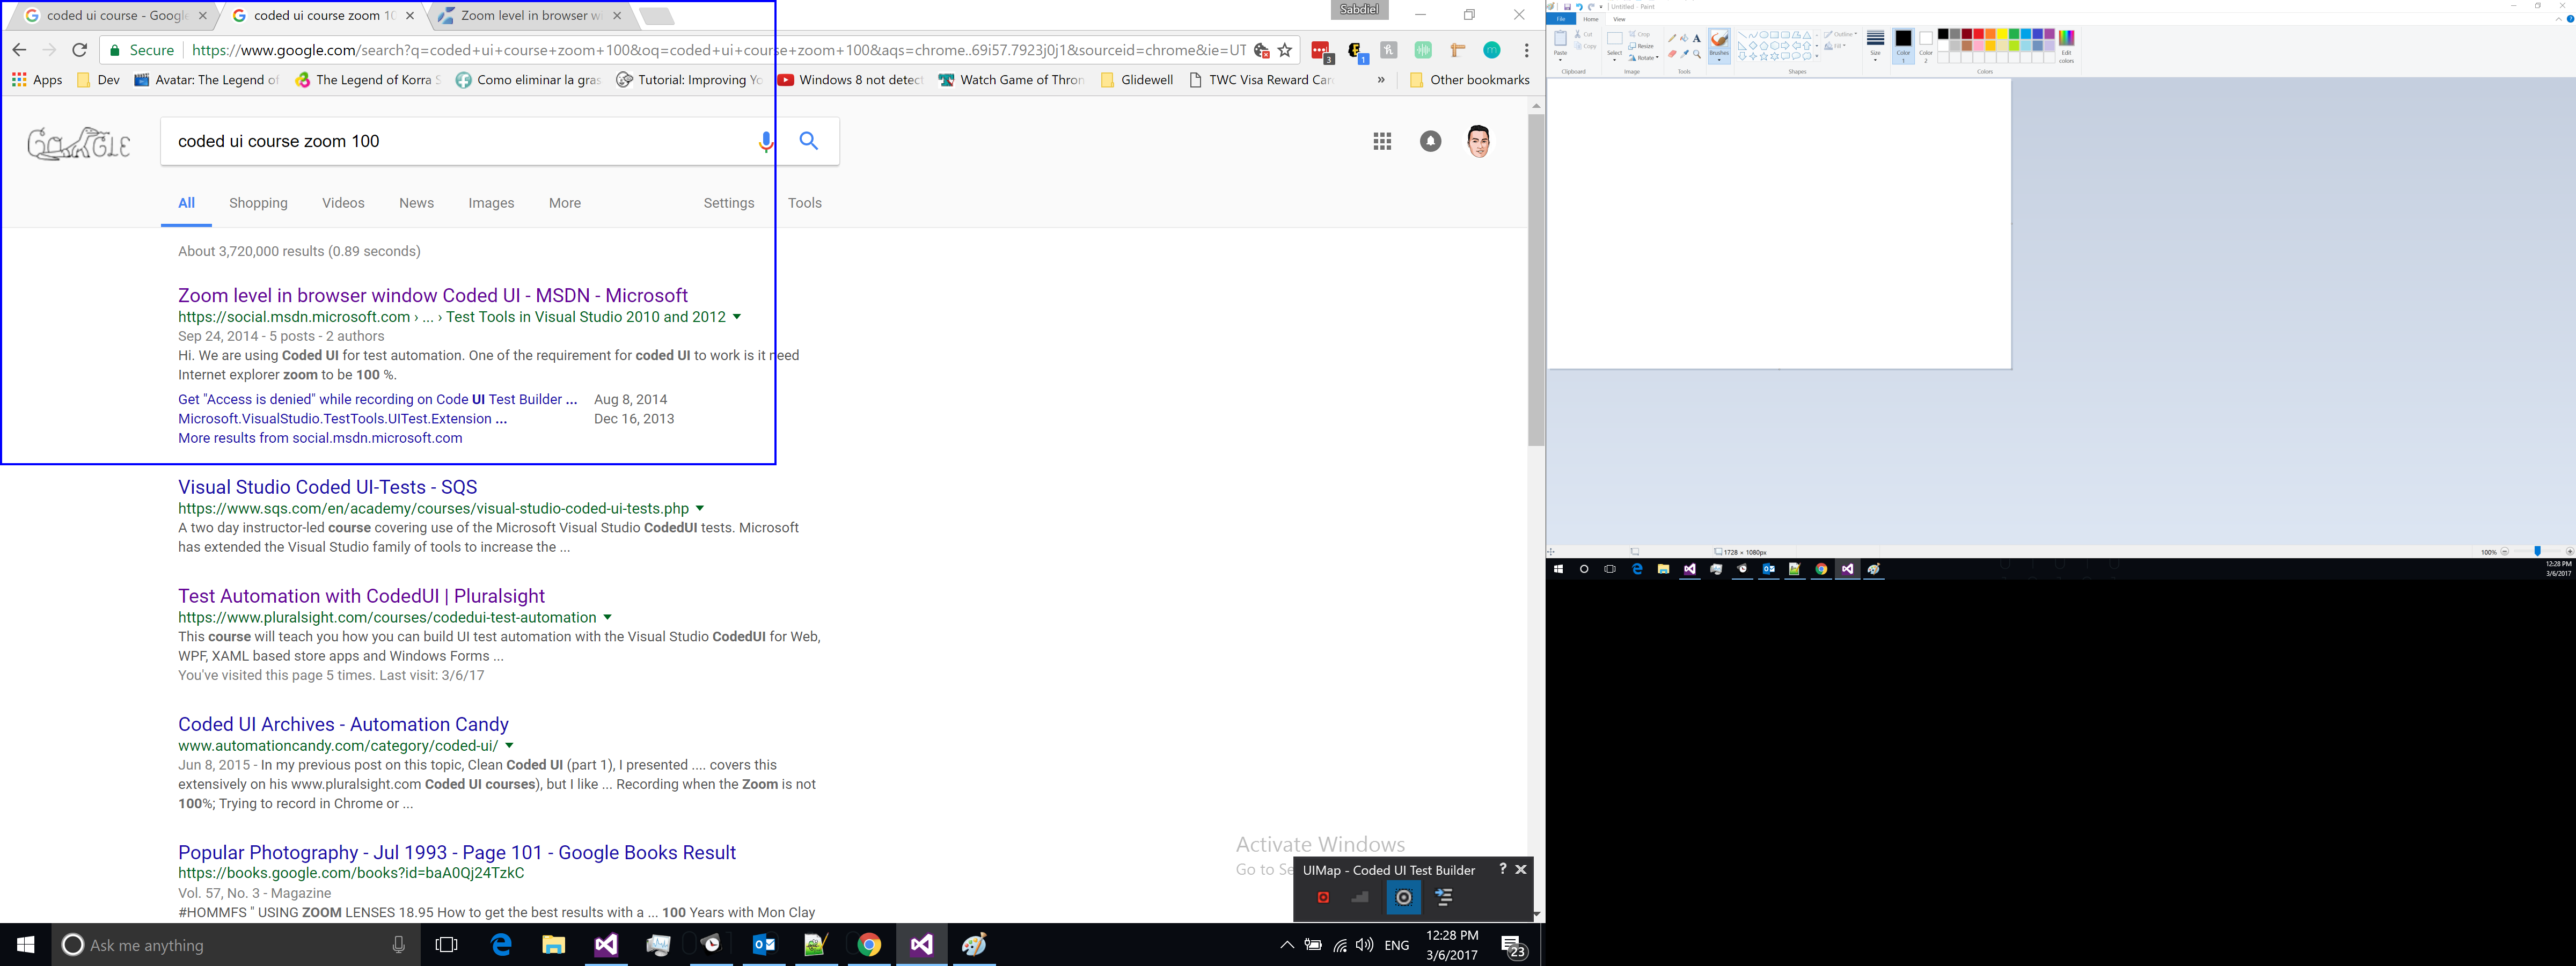 coded ui course - Google
coded ui course zoom 10
Zoom level in browser w
Sabdiel
Secure
https://www.google.com/search?q=coded+ui+course+zoom+100&oq=coded+ui+course+zoom+100&aqs=chrome..69i57.7923j0j1&sourceid=chrome&ie=UT
3
1
m
Apps
Dev
Avatar: The Legend of
The Legend of Korra S
Como eliminar la gras
Tutorial: Improving Yo
Windows 8 not detect
Watch Game of Thron
Glidewell
TWC Visa Reward Car
»
Other bookmarks
coded ui course zoom 100
All
Shopping
Videos
News
Images
More
Settings
Tools
About 3,720,000 results (0.89 seconds)
Zoom level in browser window Coded UI - MSDN - Microsoft
https://social.msdn.microsoft.com › ... › Test Tools in Visual Studio 2010 and 2012
Sep 24, 2014 - 5 posts - 2 authors
Hi. We are using Coded UI for test automation. One of the requirement for coded UI to work is it need
Internet explorer zoom to be 100 %.
Get "Access is denied" while recording on Code UI Test Builder ... Aug 8, 2014
Microsoft.VisualStudio.TestTools.UITest.Extension ... Dec 16, 2013
More results from social.msdn.microsoft.com
Visual Studio Coded UI-Tests - SQS
https://www.sqs.com/en/academy/courses/visual-studio-coded-ui-tests.php
A two day instructor-led course covering use of the Microsoft Visual Studio CodedUI tests. Microsoft
has extended the Visual Studio family of tools to increase the ...
Test Automation with CodedUI | Pluralsight
https://www.pluralsight.com/courses/codedui-test-automation
This course will teach you how you can build UI test automation with the Visual Studio CodedUI for Web,
WPF, XAML based store apps and Windows Forms ...
You've visited this page 5 times. Last visit: 3/6/17
Coded UI Archives - Automation Candy
www.automationcandy.com/category/coded-ui/
Jun 8, 2015 - In my previous post on this topic, Clean Coded UI (part 1), I presented .... covers this
extensively on his www.pluralsight.com Coded UI courses), but I like ... Recording when the Zoom is not
100%; Trying to record in Chrome or ...
Popular Photography - Jul 1993 - Page 101 - Google Books Result
https://books.google.com/books?id=baA0Qj24TzkC
Vol. 57, No. 3 - Magazine
#HOMMFS " USING ZOOM LENSES 18.95 How to get the best results with a ... 100 Years with Mon Clay
Activate Windows
Go to Se
UIMap - Coded UI Test Builder
?
Ask me anything
ENG
12:28 PM
3/6/2017
23
Untitled - Paint
File
Home
View
Paste
Cut
Copy
Clipboard
Select
Crop
Resize
Rotate
Image
A
Tools
Brushes
Outline
Fill
Shapes
Size
Color
1
Color
2
Edit
colors
Colors
1728 × 1080px
100%
12:28 PM
3/6/2017